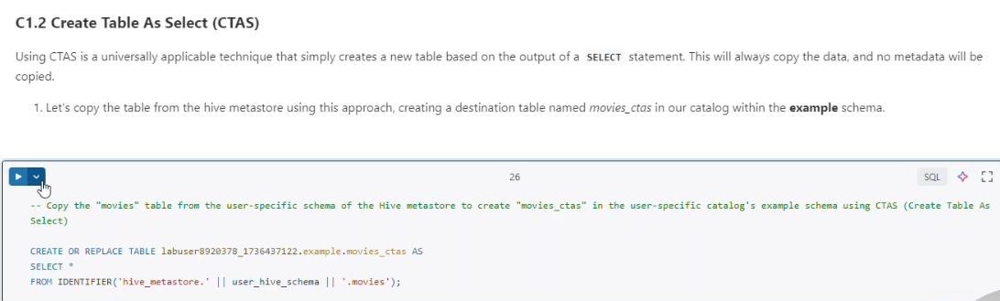 C1.2 Create Table As Select (CTAS)
Using CTAS is a universally applicable technique that simply creates a new table based on the output of a SELECT statement. This will always copy the data, and no metadata will be
copied.
1. Let's copy the table from the hive metastore using this approach, creating a destination table named movies_ctas in our catalog within the example schema.
26
SQL
-- Copy the "movies" table from the user-specific schema of the Hive metastore to create "movies_ctas" in the user-specific catalog's example schema using CTAS (Create Table As
Select)
CREATE OR REPLACE TABLE labuser8920378_1736437122.example.movies_ctas AS
SELECT *
FROM IDENTIFIER('hive_metastore.' || user_hive_schema || '.movies');